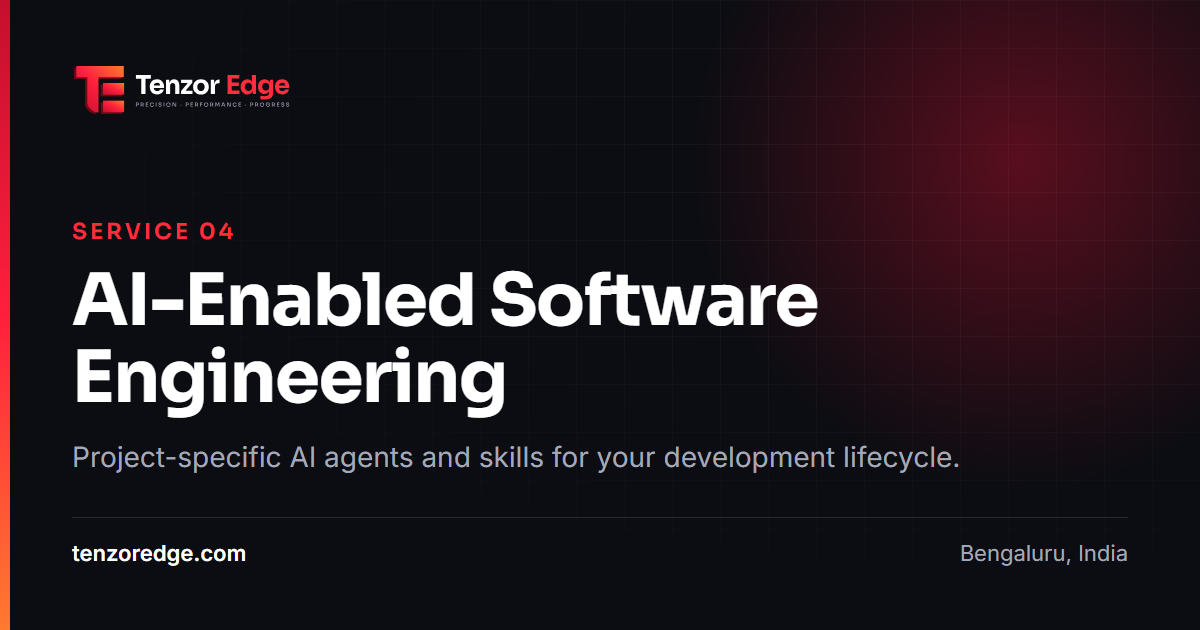 Tenzor Edge
PRECISION · PERFORMANCE · PROGRESS
SERVICE 04
AI-Enabled Software
Engineering
Project-specific AI agents and skills for your development lifecycle.
tenzoredge.com
Bengaluru, India